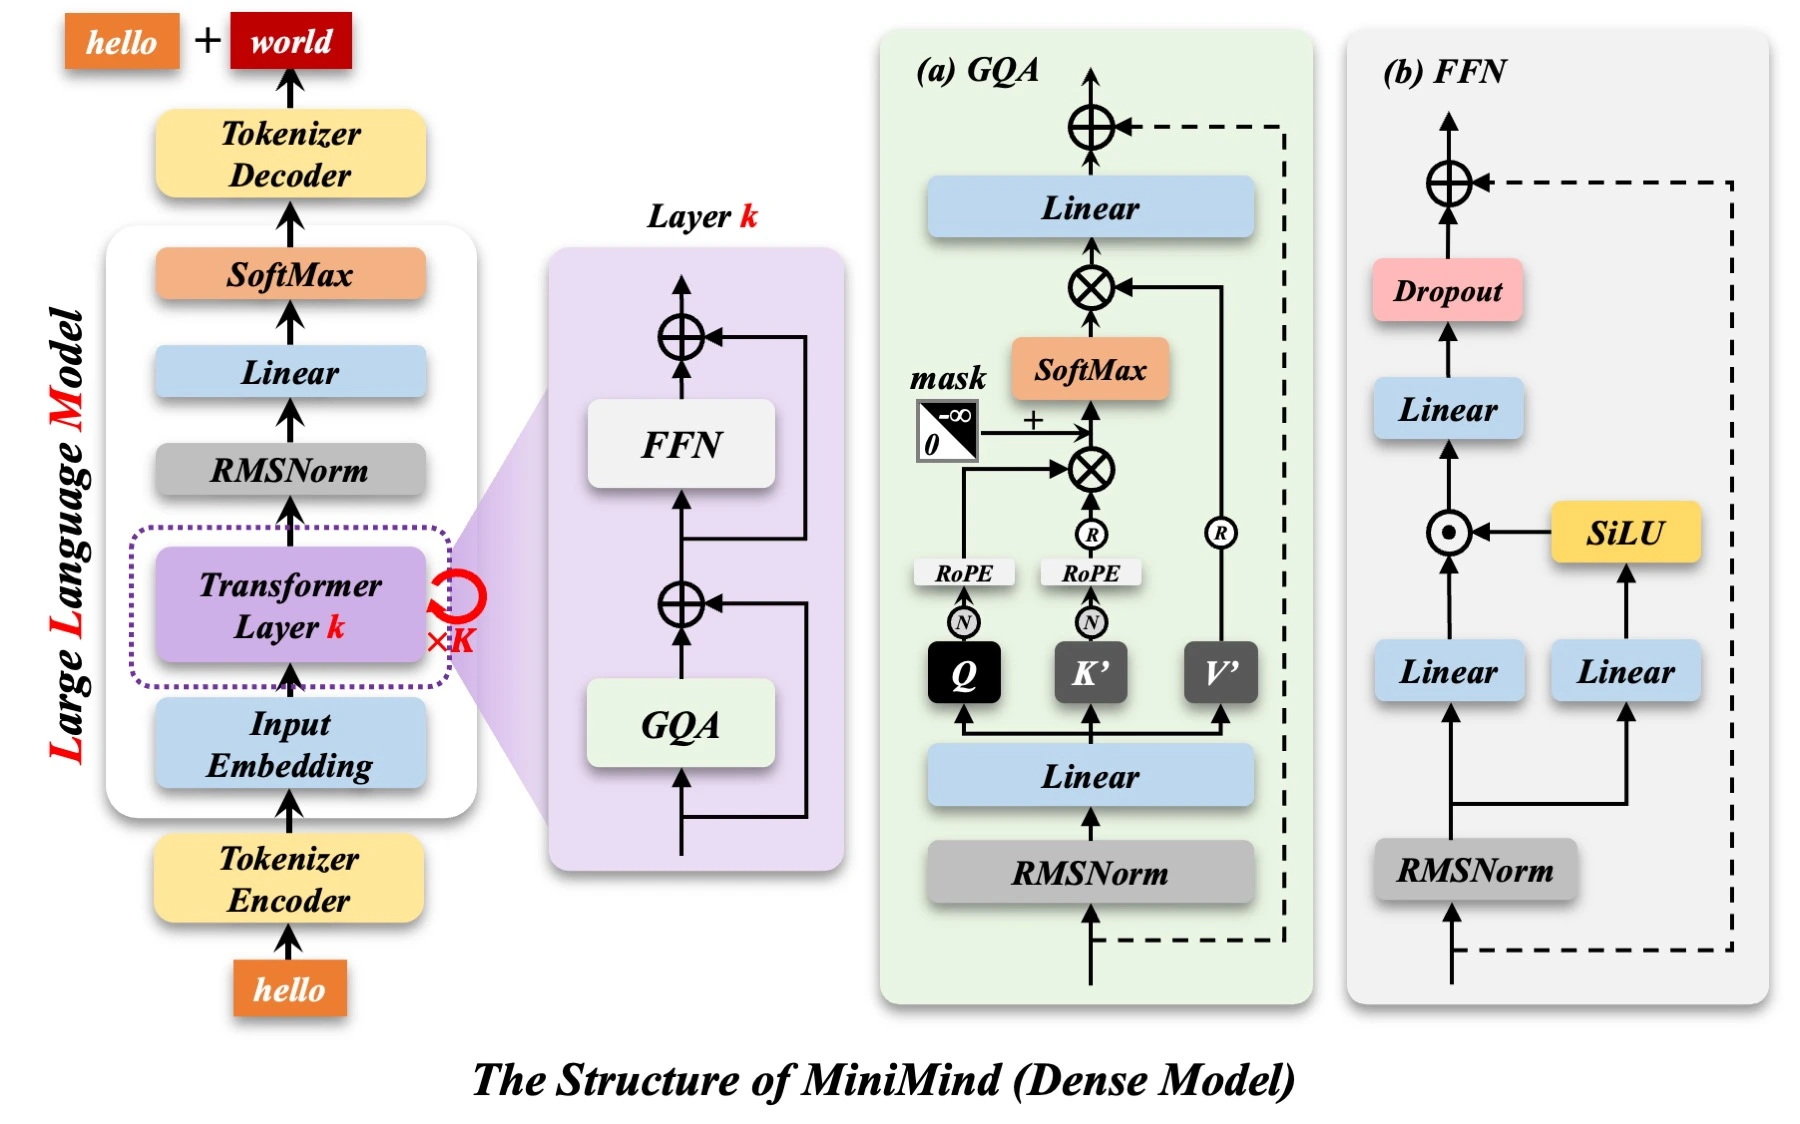 hello + world
Tokenizer
Decoder
SoftMax
Linear
RMSNorm
Transformer
Layer k
×K
Input
Embedding
Tokenizer
Encoder
hello
Large Language Model
Layer k
FFN
GQA
(a) GQA
Linear
SoftMax
mask
-∞
0
+
R
R
RoPE
RoPE
N
N
Q
K’
V’
Linear
RMSNorm
(b) FFN
Dropout
Linear
SiLU
Linear
Linear
RMSNorm
The Structure of MiniMind (Dense Model)